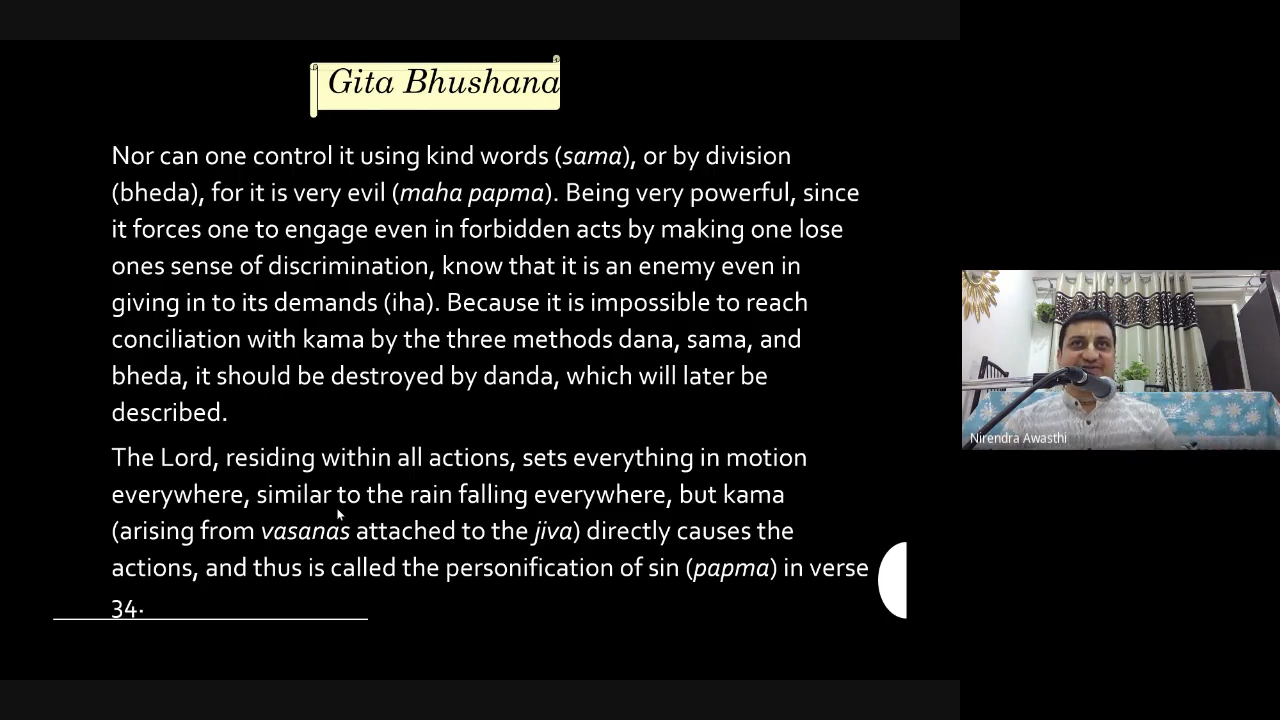 Gita Bhushana
Nor can one control it using kind words (sama), or by division
(bheda), for it is very evil (maha papma). Being very powerful, since
it forces one to engage even in forbidden acts by making one lose
ones sense of discrimination, know that it is an enemy even in
giving in to its demands (iha). Because it is impossible to reach
conciliation with kama by the three methods dana, sama, and
bheda, it should be destroyed by danda, which will later be
described.
The Lord, residing within all actions, sets everything in motion
everywhere, similar to the rain falling everywhere, but kama
(arising from vasanas attached to the jiva) directly causes the
actions, and thus is called the personification of sin (papma) in verse
34.
Nirendra Awasthi